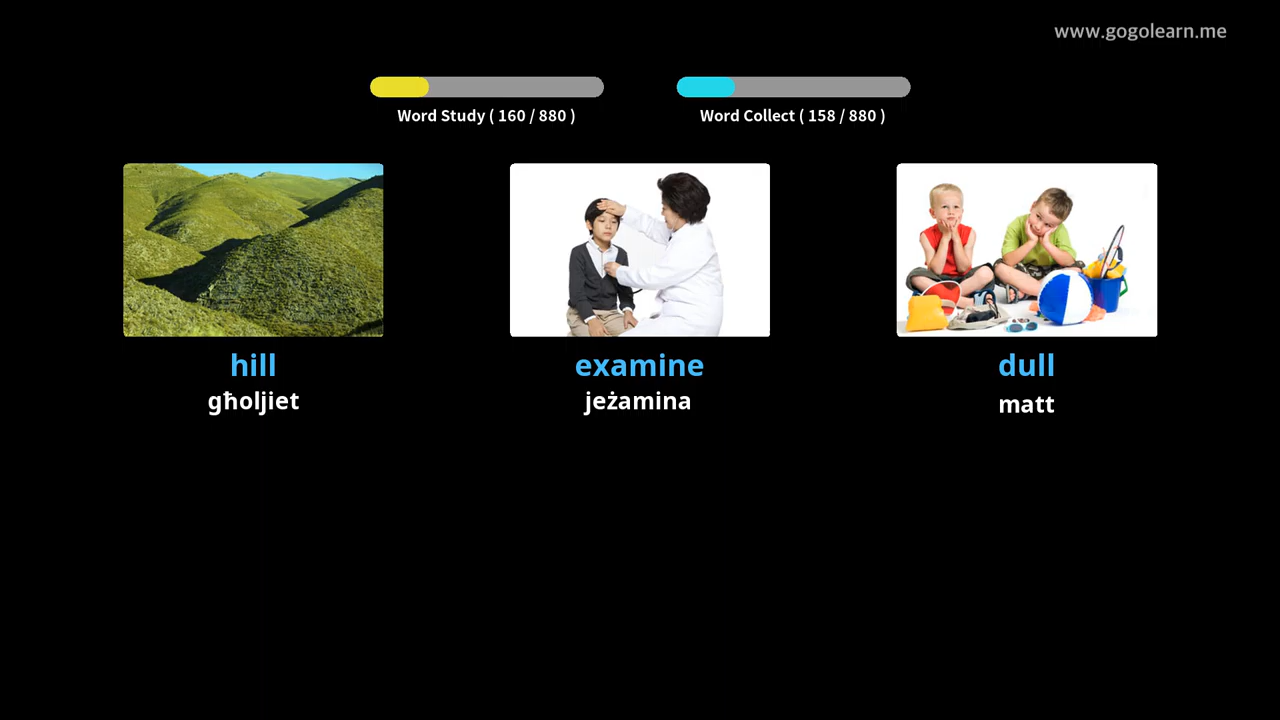 www.gogolearn.me
Word Study ( 160 / 880 )
Word Collect ( 158 / 880 )
hill
għoljiet
examine
jeżamina
dull
matt